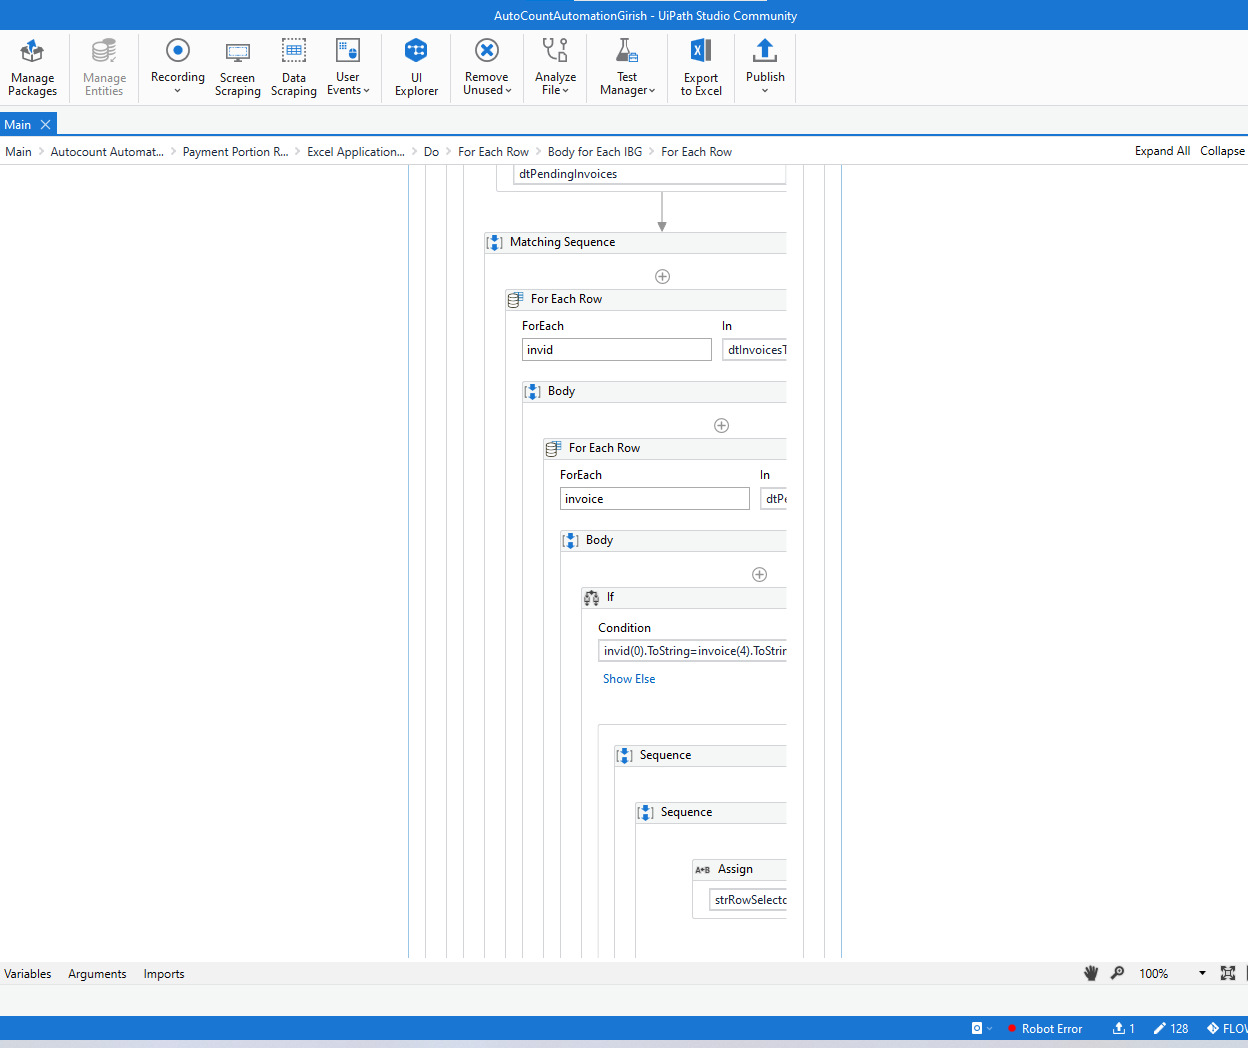 AutoCountAutomationGirish - UiPath Studio Community
Manage Packages
Manage Entities
Recording
Screen Scraping
Data Scraping
User Events
UI Explorer
Remove Unused
Analyze File
Test Manager
Export to Excel
Publish
Main
Main Autocount Automat... Payment Portion R... Excel Application... Do For Each Row Body for Each IBG For Each Row Expand All Collapse
dtPendingInvoices
Matching Sequence
For Each Row
ForEach In
invid dtInvoicesT
Body
For Each Row
ForEach In
invoice dtPe
Body
If
Condition
invid(0).ToString=invoice(4).ToStrin
Show Else
Sequence
Sequence
A+B Assign
strRowSelecto
Variables Arguments Imports 100%
Robot Error 1 128 FLOW